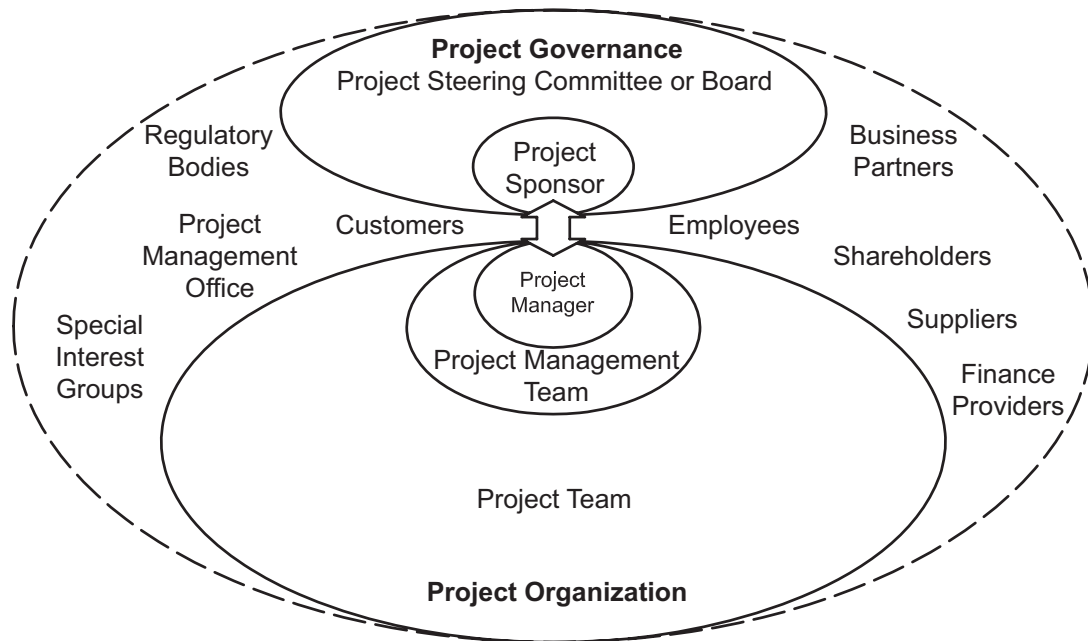 Project Governance
Project Steering Committee or Board
Regulatory
Bodies
Project
Sponsor
Business
Partners
Customers
Employees
Project
Management
Office
Shareholders
Project
Manager
Special
Interest
Groups
Suppliers
Project Management
Team
Finance
Providers
Project Team
Project Organization